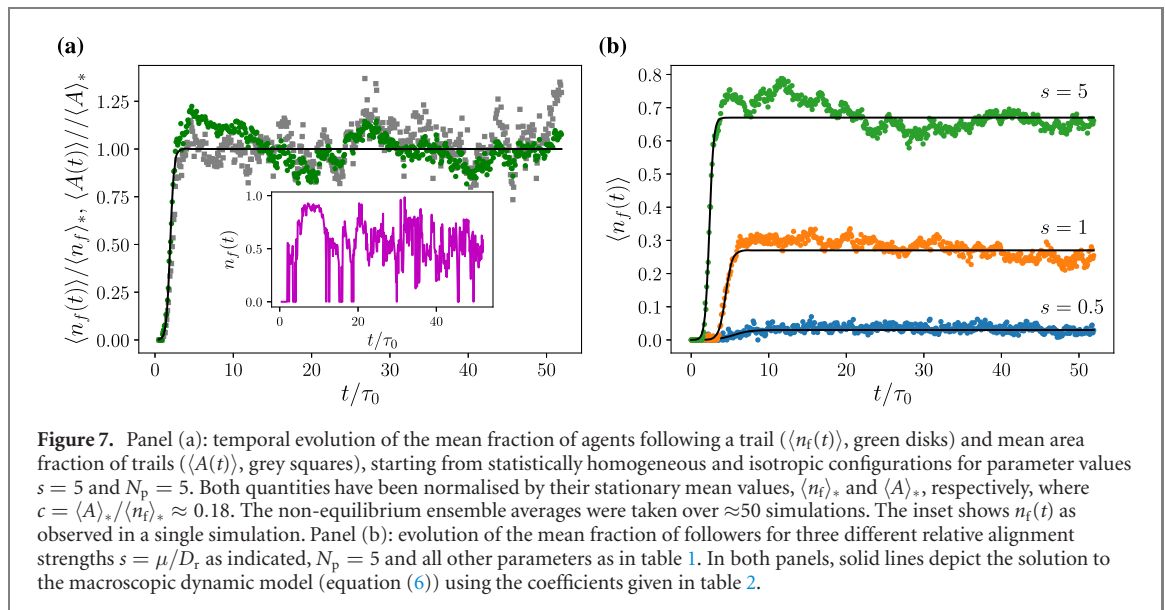 (a)
(b)
⟨n_f(t)⟩/⟨n_f⟩_*, ⟨A(t)⟩//⟨A⟩_*
1.25
1.00
0.75
0.50
0.25
0.00
0 10 20 30 40 50
t/τ₀
n_f(t)
1.0
0.5
0.0
0 20 40
t/τ₀
⟨n_f(t)⟩
0.8
0.7
0.6
0.5
0.4
0.3
0.2
0.1
0.0
s = 5
s = 1
s = 0.5
0 10 20 30 40 50
t/τ₀
Figure 7. Panel (a): temporal evolution of the mean fraction of agents following a trail (⟨n_f(t)⟩, green disks) and mean area
fraction of trails (⟨A(t)⟩, grey squares), starting from statistically homogeneous and isotropic configurations for parameter values
s = 5 and N_p = 5. Both quantities have been normalised by their stationary mean values, ⟨n_f⟩_* and ⟨A⟩_*, respectively, where
c = ⟨A⟩_*/⟨n_f⟩_* ≈ 0.18. The non-equilibrium ensemble averages were taken over ≈50 simulations. The inset shows n_f(t) as
observed in a single simulation. Panel (b): evolution of the mean fraction of followers for three different relative alignment
strengths s = μ/D_r as indicated, N_p = 5 and all other parameters as in table 1. In both panels, solid lines depict the solution to
the macroscopic dynamic model (equation (6)) using the coefficients given in table 2.